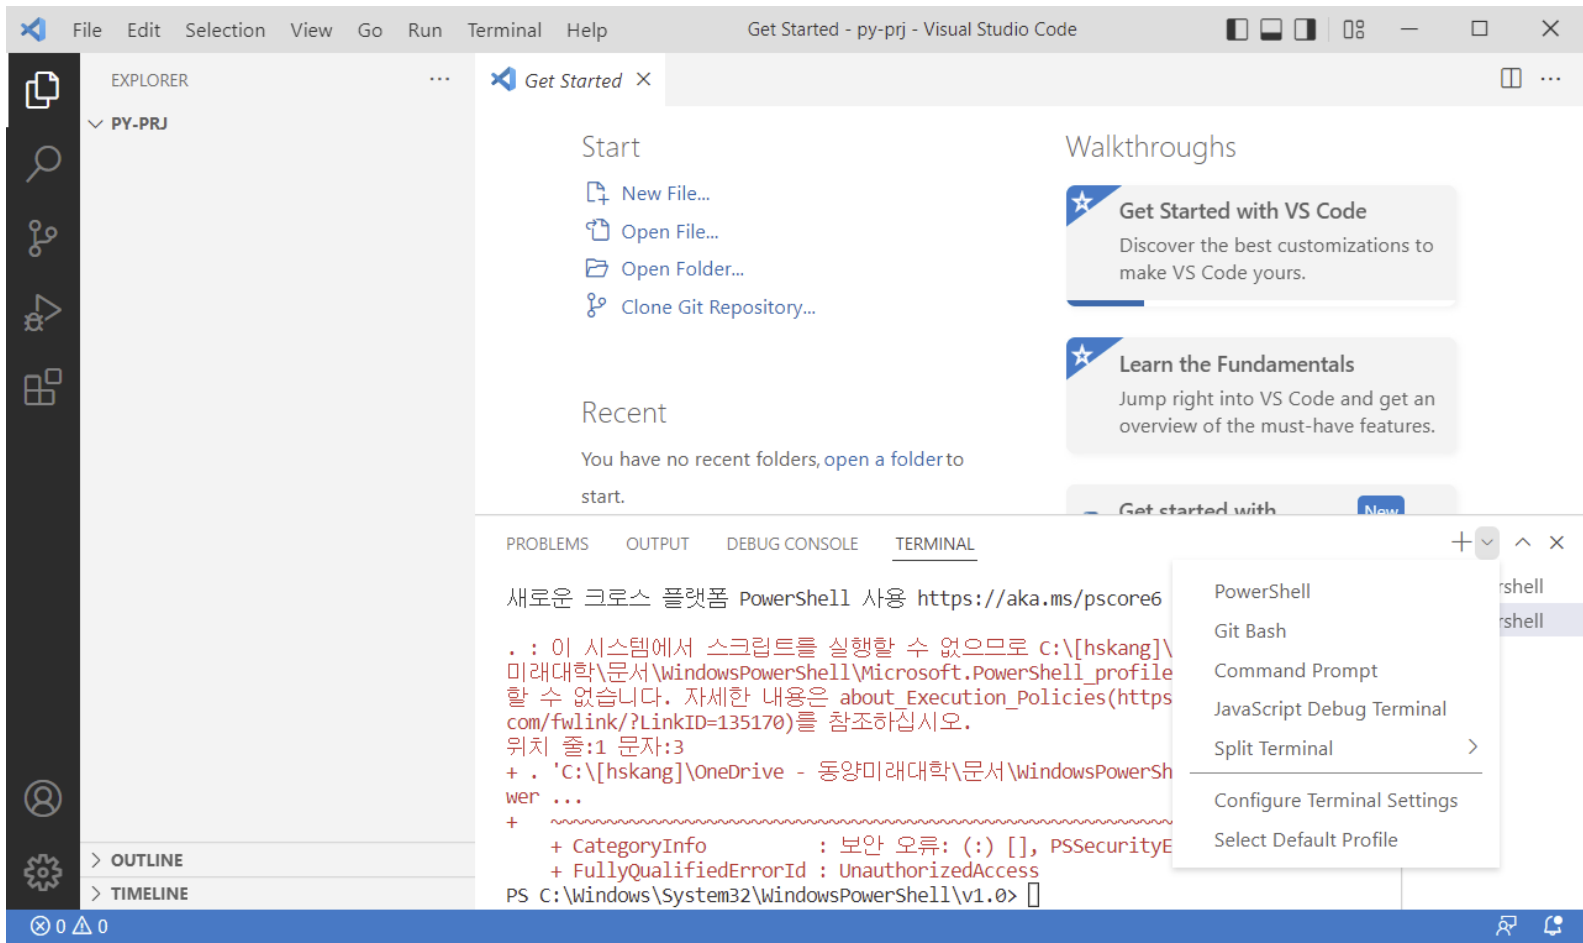 File Edit Selection View Go Run Terminal Help
Get Started - py-prj - Visual Studio Code
EXPLORER
PY-PRJ
OUTLINE
TIMELINE
Get Started
Start
New File...
Open File...
Open Folder...
Clone Git Repository...
Recent
You have no recent folders, open a folder to
start.
Walkthroughs
Get Started with VS Code
Discover the best customizations to
make VS Code yours.
Learn the Fundamentals
Jump right into VS Code and get an
overview of the must-have features.
Get started with
New
PROBLEMS OUTPUT DEBUG CONSOLE TERMINAL
새로운 크로스 플랫폼 PowerShell 사용 https://aka.ms/pscore6
. : 이 시스템에서 스크립트를 실행할 수 없으므로 C:\[hskang]\
미래대학\문서\WindowsPowerShell\Microsoft.PowerShell_profile
할 수 없습니다. 자세한 내용은 about_Execution_Policies(https
com/fwlink/?LinkID=135170)를 참조하십시오.
위치 줄:1 문자:3
+ . 'C:\[hskang]\OneDrive - 동양미래대학\문서\WindowsPowerSh
wer ...
+ ~~~~~~~~~~~~~~~~~~~~~~~~~~~~~~~~~~~~~~~~~~~~~~~~~~~~~~~~
+ CategoryInfo : 보안 오류: (:) [], PSSecurityE
+ FullyQualifiedErrorId : UnauthorizedAccess
PS C:\Windows\System32\WindowsPowerShell\v1.0>
PowerShell
Git Bash
Command Prompt
JavaScript Debug Terminal
Split Terminal
Configure Terminal Settings
Select Default Profile
rshell
rshell
0 0